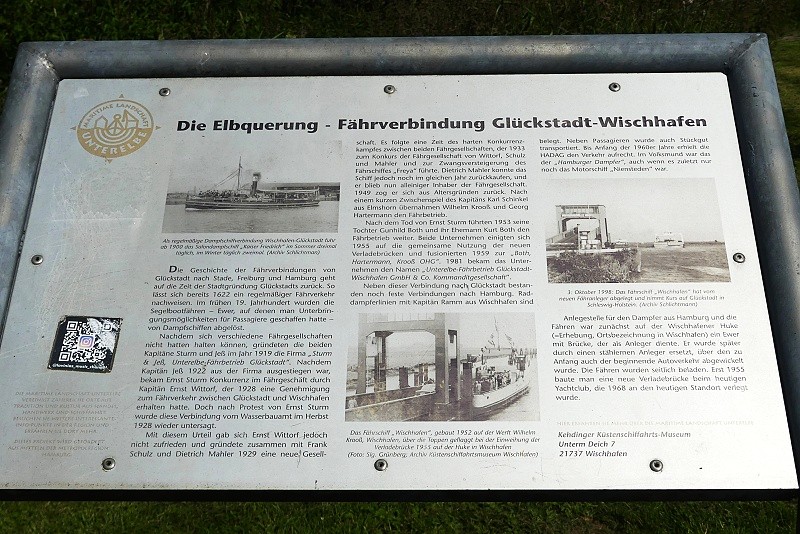 MARITIME LANDSCHAFT
UNTERELBE
Die Elbquerung - Fährverbindung Glückstadt-Wischhafen
Als regelmäßige Dampfschiffverbindung Wischhafen-Glückstadt fuhr
ab 1908 das Salondampfschiff „Kaiser Friedrich“ im Sommer dreimal
täglich, im Winter täglich zweimal. (Archiv Schlichtmann)
Die Geschichte der Fährverbindungen von
Glückstadt nach Stade, Freiburg und Hamburg geht
auf die Zeit der Stadtgründung Glückstadts zurück. So
lässt sich bereits 1622 ein regelmäßiger Fährverkehr
nachweisen. Im frühen 19. Jahrhundert wurden die
Segelbootfähren – Ewer, auf denen man Unterbrin-
gungsmöglichkeiten für Passagiere geschaffen hatte –
von Dampfschiffen abgelöst.
Nachdem sich verschiedene Fährgesellschaften
nicht hatten halten können, gründeten die beiden
Kapitäne Sturm und Jeß im Jahre 1919 die Firma „Sturm
& Jeß, Unterelbe-Fährbetrieb Glückstadt“. Nachdem
Kapitän Jeß 1922 aus der Firma ausgestiegen war,
bekam Ernst Sturm Konkurrenz im Fährgeschäft durch
Kapitän Ernst Wittorf, der 1928 eine Genehmigung
zum Fährverkehr zwischen Glückstadt und Wischhafen
erhalten hatte. Doch nach Protest von Ernst Sturm
wurde diese Verbindung vom Wasserbauamt im Herbst
1928 wieder untersagt.
Mit diesem Urteil gab sich Ernst Wittorf jedoch
nicht zufrieden und gründete zusammen mit Frank
Schulz und Dietrich Mahler 1929 eine neue Gesell-
schaft. Es folgte eine Zeit des harten Konkurrenz-
kampfes zwischen beiden Fährgesellschaften, der 1933
zum Konkurs der Fährgesellschaft von Wittorf, Schulz
und Mahler und zur Zwangsversteigerung des
Fährschiffes „Freya“ führte. Dietrich Mahler konnte das
Schiff jedoch noch im gleichen Jahr zurückkaufen, und
er blieb nun alleiniger Inhaber der Fährgesellschaft.
1949 zog er sich aus Altersgründen zurück. Nach
einem kurzen Zwischenspiel des Kapitäns Karl Schinkel
aus Elmshorn übernahmen Wilhelm Krooß und Georg
Hartermann den Fährbetrieb.
Nach dem Tod von Ernst Sturm führten 1953 seine
Tochter Gunhild Both und ihr Ehemann Kurt Both den
Fährbetrieb weiter. Beide Unternehmen einigten sich
1955 auf die gemeinsame Nutzung der neuen
Verladebrücken und fusionierten 1959 zur „Both,
Hartermann, Krooß OHG“. 1981 bekam das Unter-
nehmen den Namen „Unterelbe-Fährbetrieb Glückstadt-
Wischhafen GmbH & Co. Kommanditgesellschaft“.
Neben dieser Verbindung nach Glückstadt bestan-
den noch feste Verbindungen nach Hamburg. Rad-
dampferlinien mit Kapitän Ramm aus Wischhafen sind
Das Fährschiff „Wischhafen“, gebaut 1952 auf der Werft Wilhelm
Krooß, Wischhafen, über die Toppen geflaggt bei der Einweihung der
Verladebrücke 1955 auf der Huke in Wischhafen
(Foto: Slg. Grünberg; Archiv Küstenschiffahrtsmuseum Wischhafen)
belegt. Neben Passagieren wurde auch Stückgut
transportiert. Bis Anfang der 1960er Jahre erhielt die
HADAG den Verkehr aufrecht. Im Volksmund war das
der „Hamburger Dampfer“, auch wenn es zuletzt nur
noch das Motorschiff „Niensteden“ war.
3. Oktober 1998: Das Fährschiff „Wischhafen“ hat vom
neuen Fähranleger abgelegt und nimmt Kurs auf Glückstadt in
Schleswig-Holstein. (Archiv Schlichtmann)
Anlegestelle für den Dampfer aus Hamburg und die
Fähren war zunächst auf der Wischhafener Huke
(=Erhebung, Ortsbezeichnung in Wischhafen) ein Ewer
mit Brücke, der als Anleger diente. Er wurde später
durch einen stählernen Anleger ersetzt, über den zu
Anfang auch der beginnende Autoverkehr abgewickelt
wurde. Die Fähren wurden seitlich beladen. Erst 1955
baute man eine neue Verladebrücke beim heutigen
Yachtclub, die 1968 an den heutigen Standort verlegt
wurde.
Kehdinger Küstenschiffahrts-Museum
Unterm Deich 7
21737 Wischhafen